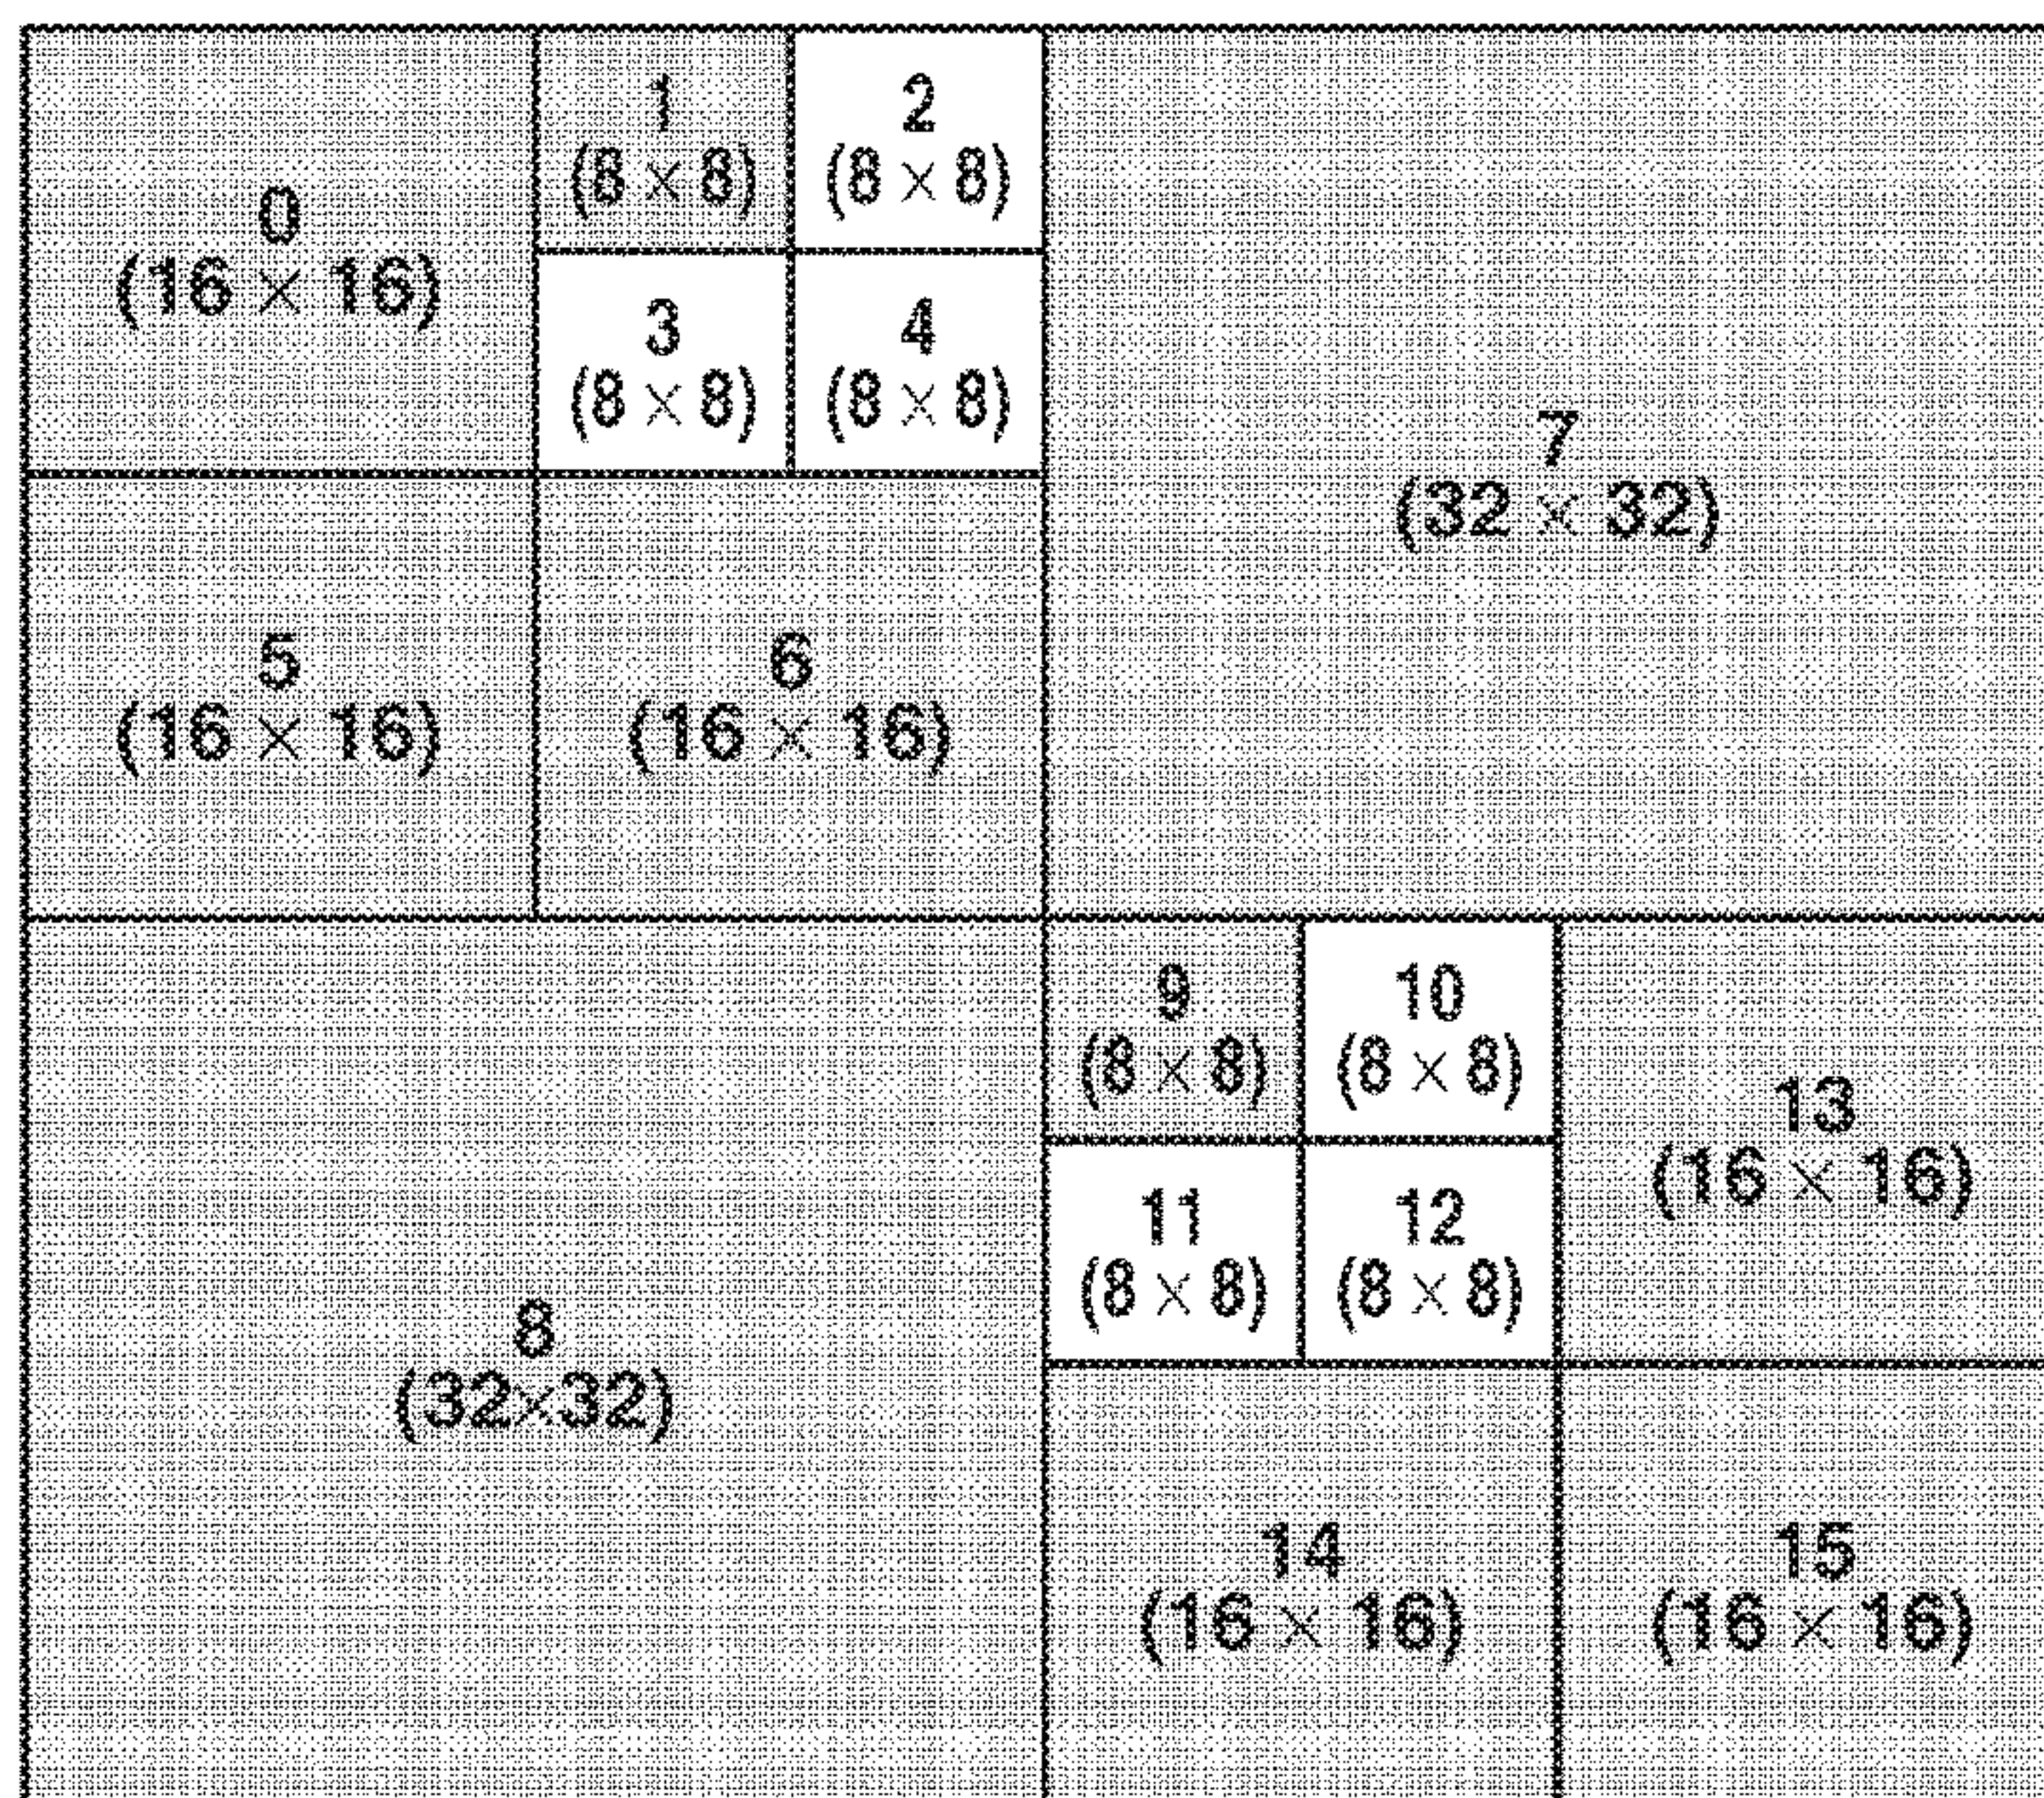 0
(16 × 16)
1
(8 × 8)
2
(8 × 8)
3
(8 × 8)
4
(8 × 8)
5
(16 × 16)
6
(16 × 16)
7
(32 × 32)
8
(32×32)
9
(8 × 8)
10
(8 × 8)
11
(8 × 8)
12
(8 × 8)
13
(16 × 16)
14
(16 × 16)
15
(16 × 16)